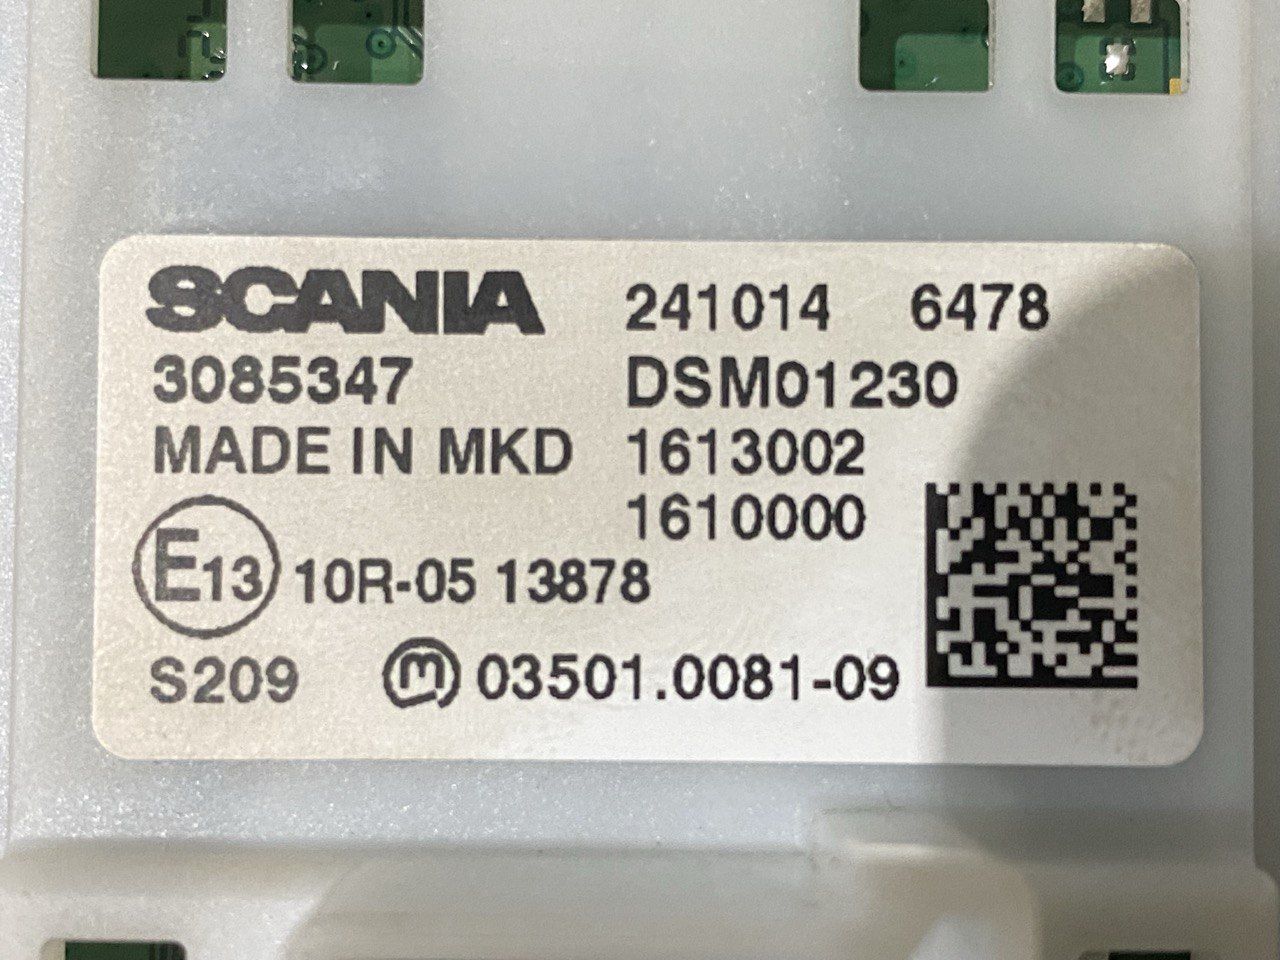 SCANIA 241014 6478
3085347 DSM01230
MADE IN MKD 1613002
1610000
E13 10R-05 13878
S209 m 03501.0081-09